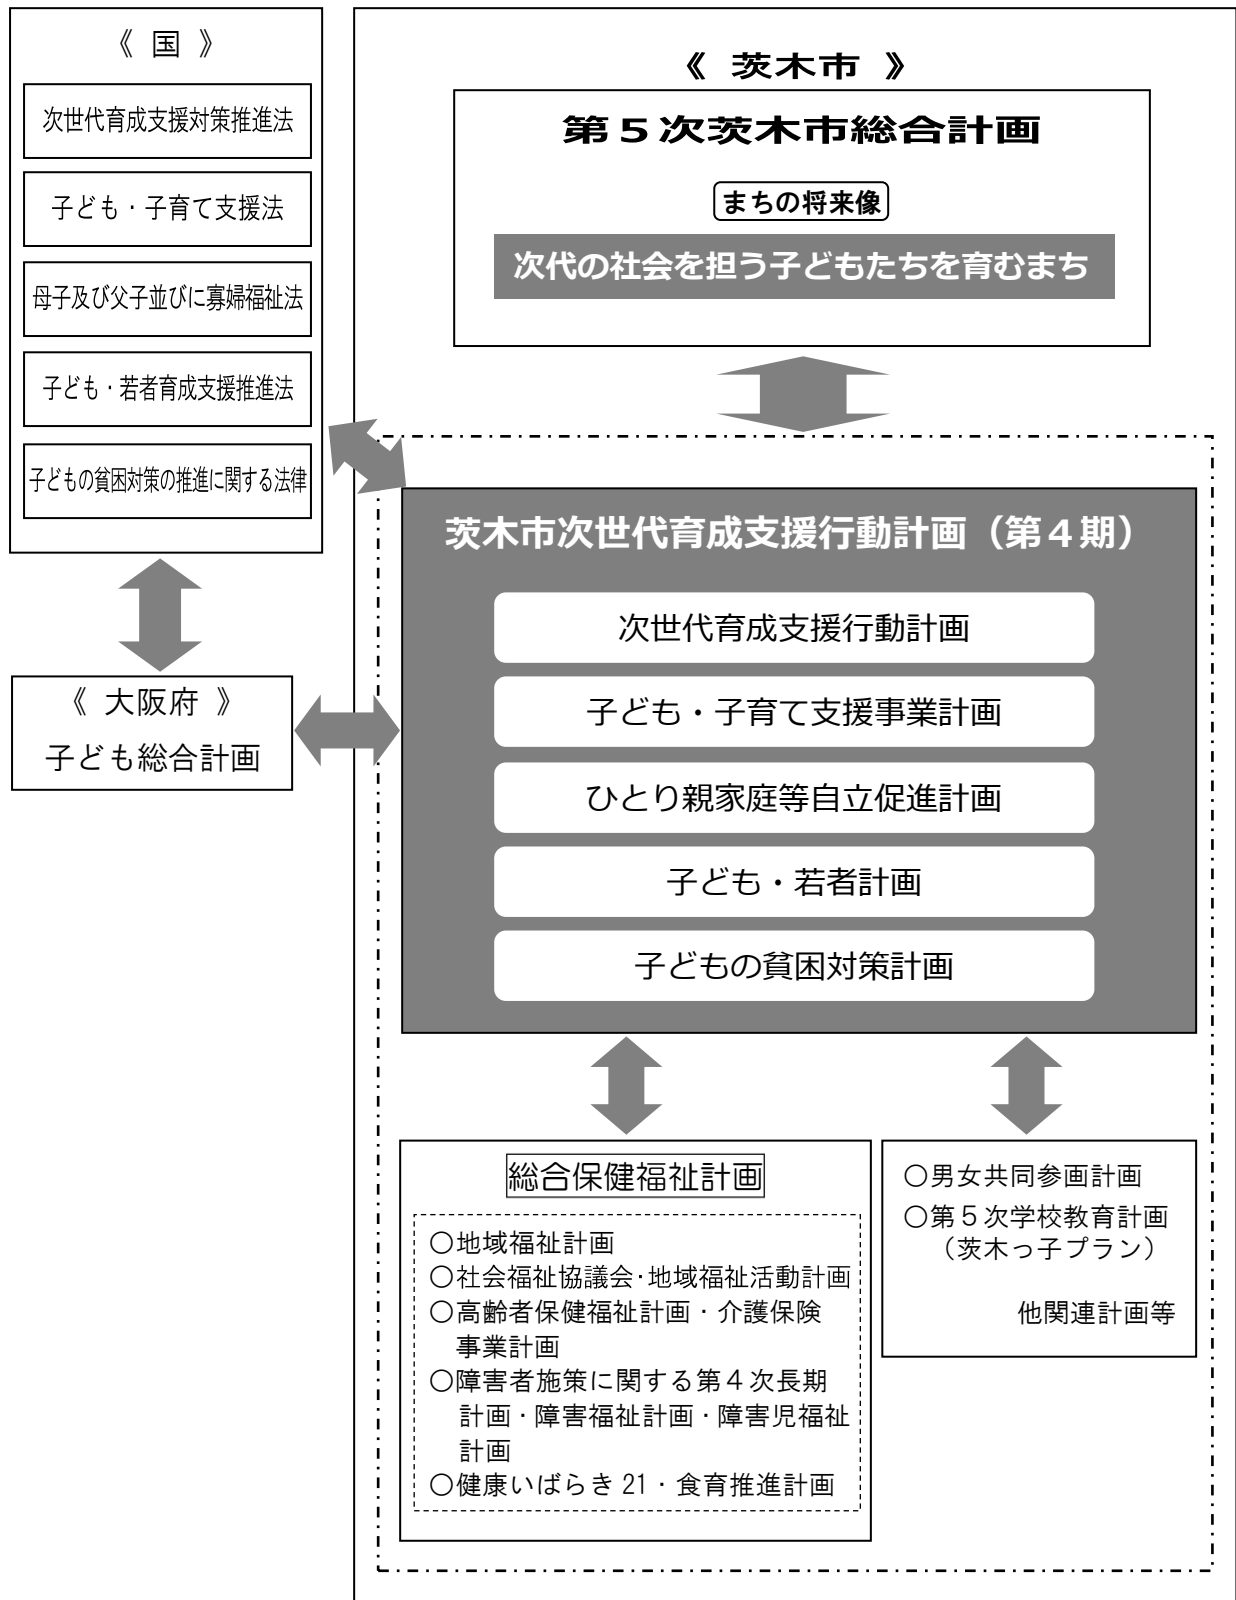 《 国 》
次世代育成支援対策推進法
子ども・子育て支援法
母子及び父子並びに寡婦福祉法
子ども・若者育成支援推進法
子どもの貧困対策の推進に関する法律
《 大阪府 》
子ども総合計画
《 茨木市 》
第５次茨木市総合計画
まちの将来像
次代の社会を担う子どもたちを育むまち
茨木市次世代育成支援行動計画（第４期）
次世代育成支援行動計画
子ども・子育て支援事業計画
ひとり親家庭等自立促進計画
子ども・若者計画
子どもの貧困対策計画
総合保健福祉計画
○地域福祉計画
○社会福祉協議会･地域福祉活動計画
○高齢者保健福祉計画・介護保険
事業計画
○障害者施策に関する第４次長期
計画・障害福祉計画・障害児福祉
計画
○健康いばらき 21・食育推進計画
○男女共同参画計画
○第５次学校教育計画
（茨木っ子プラン）
他関連計画等